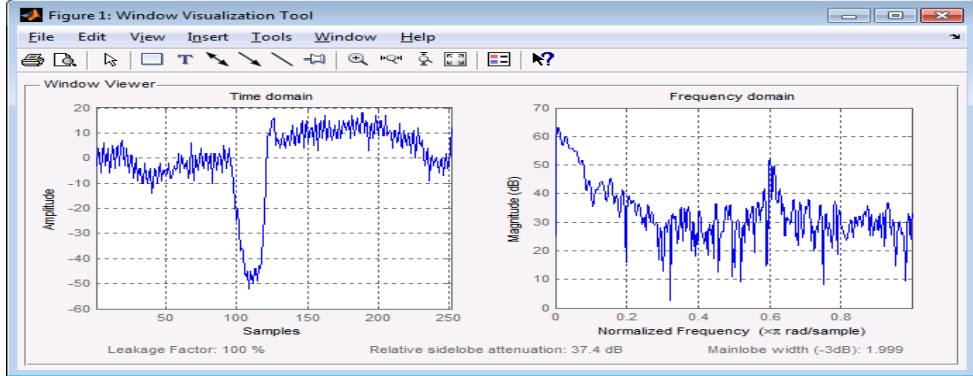 Figure 1: Window Visualization Tool
File Edit View Insert Tools Window Help
Window Viewer
Time domain
20
10
0
-10
-20
-30
-40
-50
-60
50 100 150 200 250
Samples
Amplitude
Frequency domain
70
60
50
40
30
20
10
0
0 0.2 0.4 0.6 0.8
Normalized Frequency (×π rad/sample)
Magnitude (dB)
Leakage Factor: 100 % Relative sidelobe attenuation: 37.4 dB Mainlobe width (-3dB): 1.999